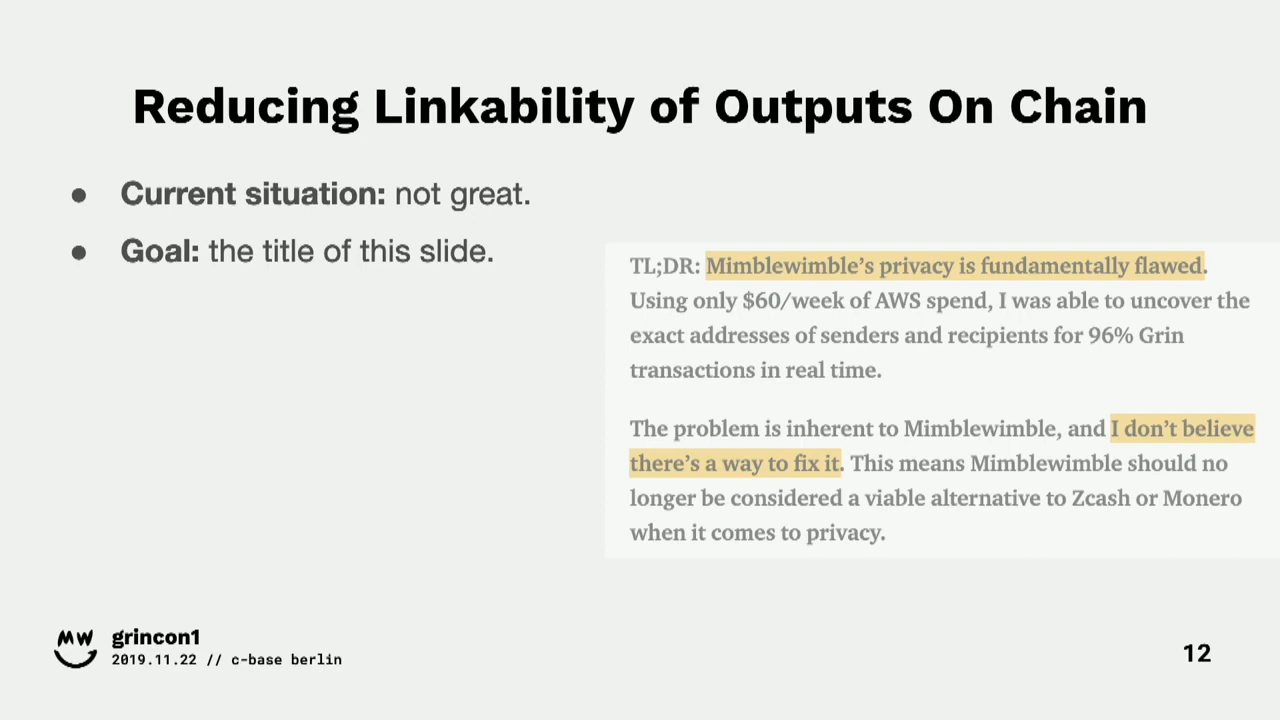 Reducing Linkability of Outputs On Chain
● Current situation: not great.
● Goal: the title of this slide.
TL;DR: Mimblewimble’s privacy is fundamentally flawed.
Using only $60/week of AWS spend, I was able to uncover the
exact addresses of senders and recipients for 96% Grin
transactions in real time.
The problem is inherent to Mimblewimble, and I don’t believe
there’s a way to fix it. This means Mimblewimble should no
longer be considered a viable alternative to Zcash or Monero
when it comes to privacy.
MW
grincon1
2019.11.22 // c-base berlin
12